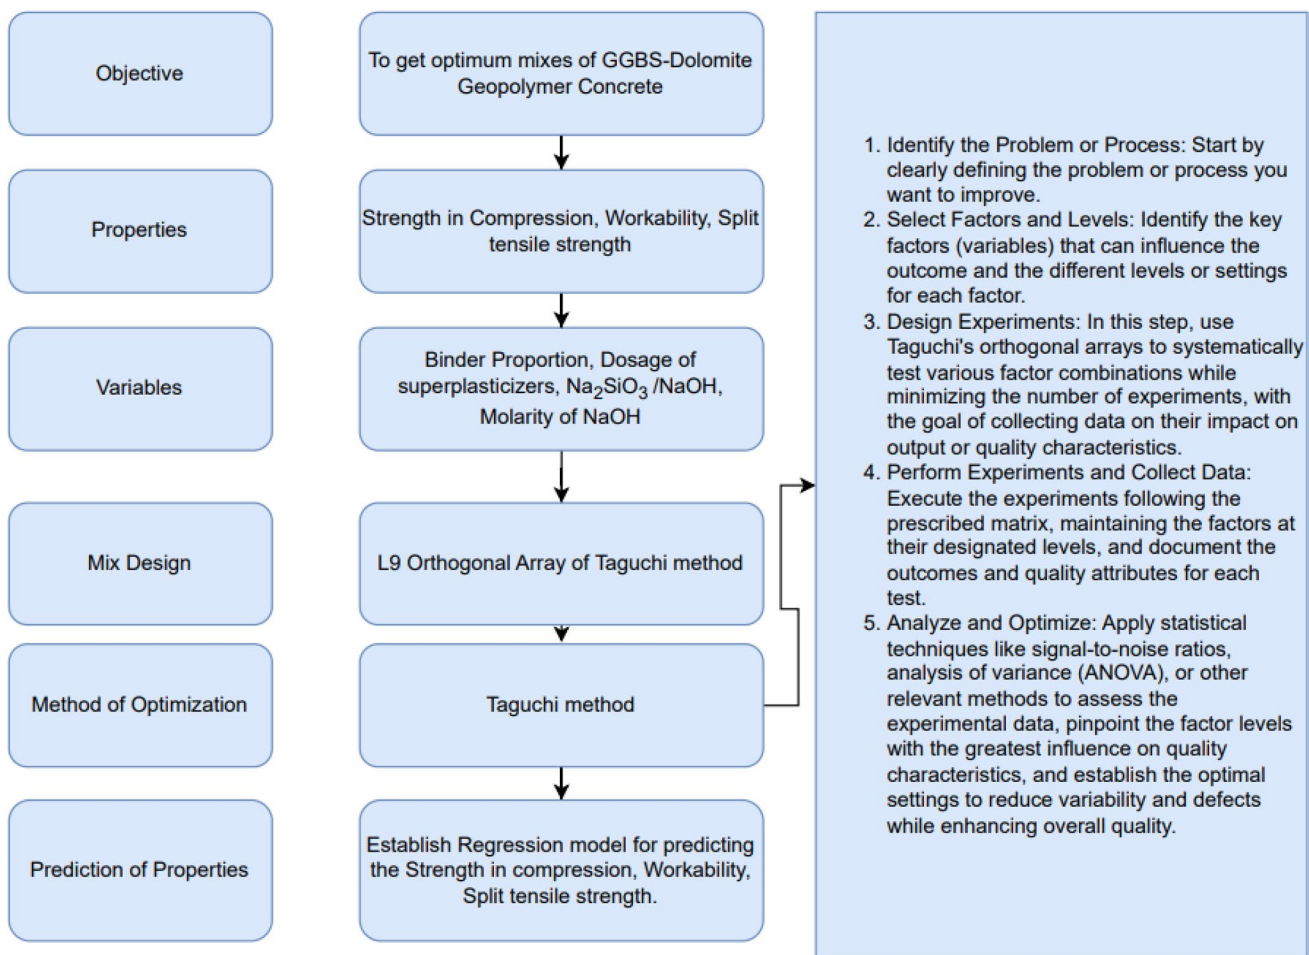 Objective
To get optimum mixes of GGBS-Dolomite
Geopolymer Concrete
Properties
Strength in Compression, Workability, Split
tensile strength
Variables
Binder Proportion, Dosage of
superplasticizers, Na₂SiO₃ /NaOH,
Molarity of NaOH
Mix Design
L9 Orthogonal Array of Taguchi method
Method of Optimization
Taguchi method
Prediction of Properties
Establish Regression model for predicting
the Strength in compression, Workability,
Split tensile strength.
1. Identify the Problem or Process: Start by
clearly defining the problem or process you
want to improve.
2. Select Factors and Levels: Identify the key
factors (variables) that can influence the
outcome and the different levels or settings
for each factor.
3. Design Experiments: In this step, use
Taguchi's orthogonal arrays to systematically
test various factor combinations while
minimizing the number of experiments, with
the goal of collecting data on their impact on
output or quality characteristics.
4. Perform Experiments and Collect Data:
Execute the experiments following the
prescribed matrix, maintaining the factors at
their designated levels, and document the
outcomes and quality attributes for each
test.
5. Analyze and Optimize: Apply statistical
techniques like signal-to-noise ratios,
analysis of variance (ANOVA), or other
relevant methods to assess the
experimental data, pinpoint the factor levels
with the greatest influence on quality
characteristics, and establish the optimal
settings to reduce variability and defects
while enhancing overall quality.